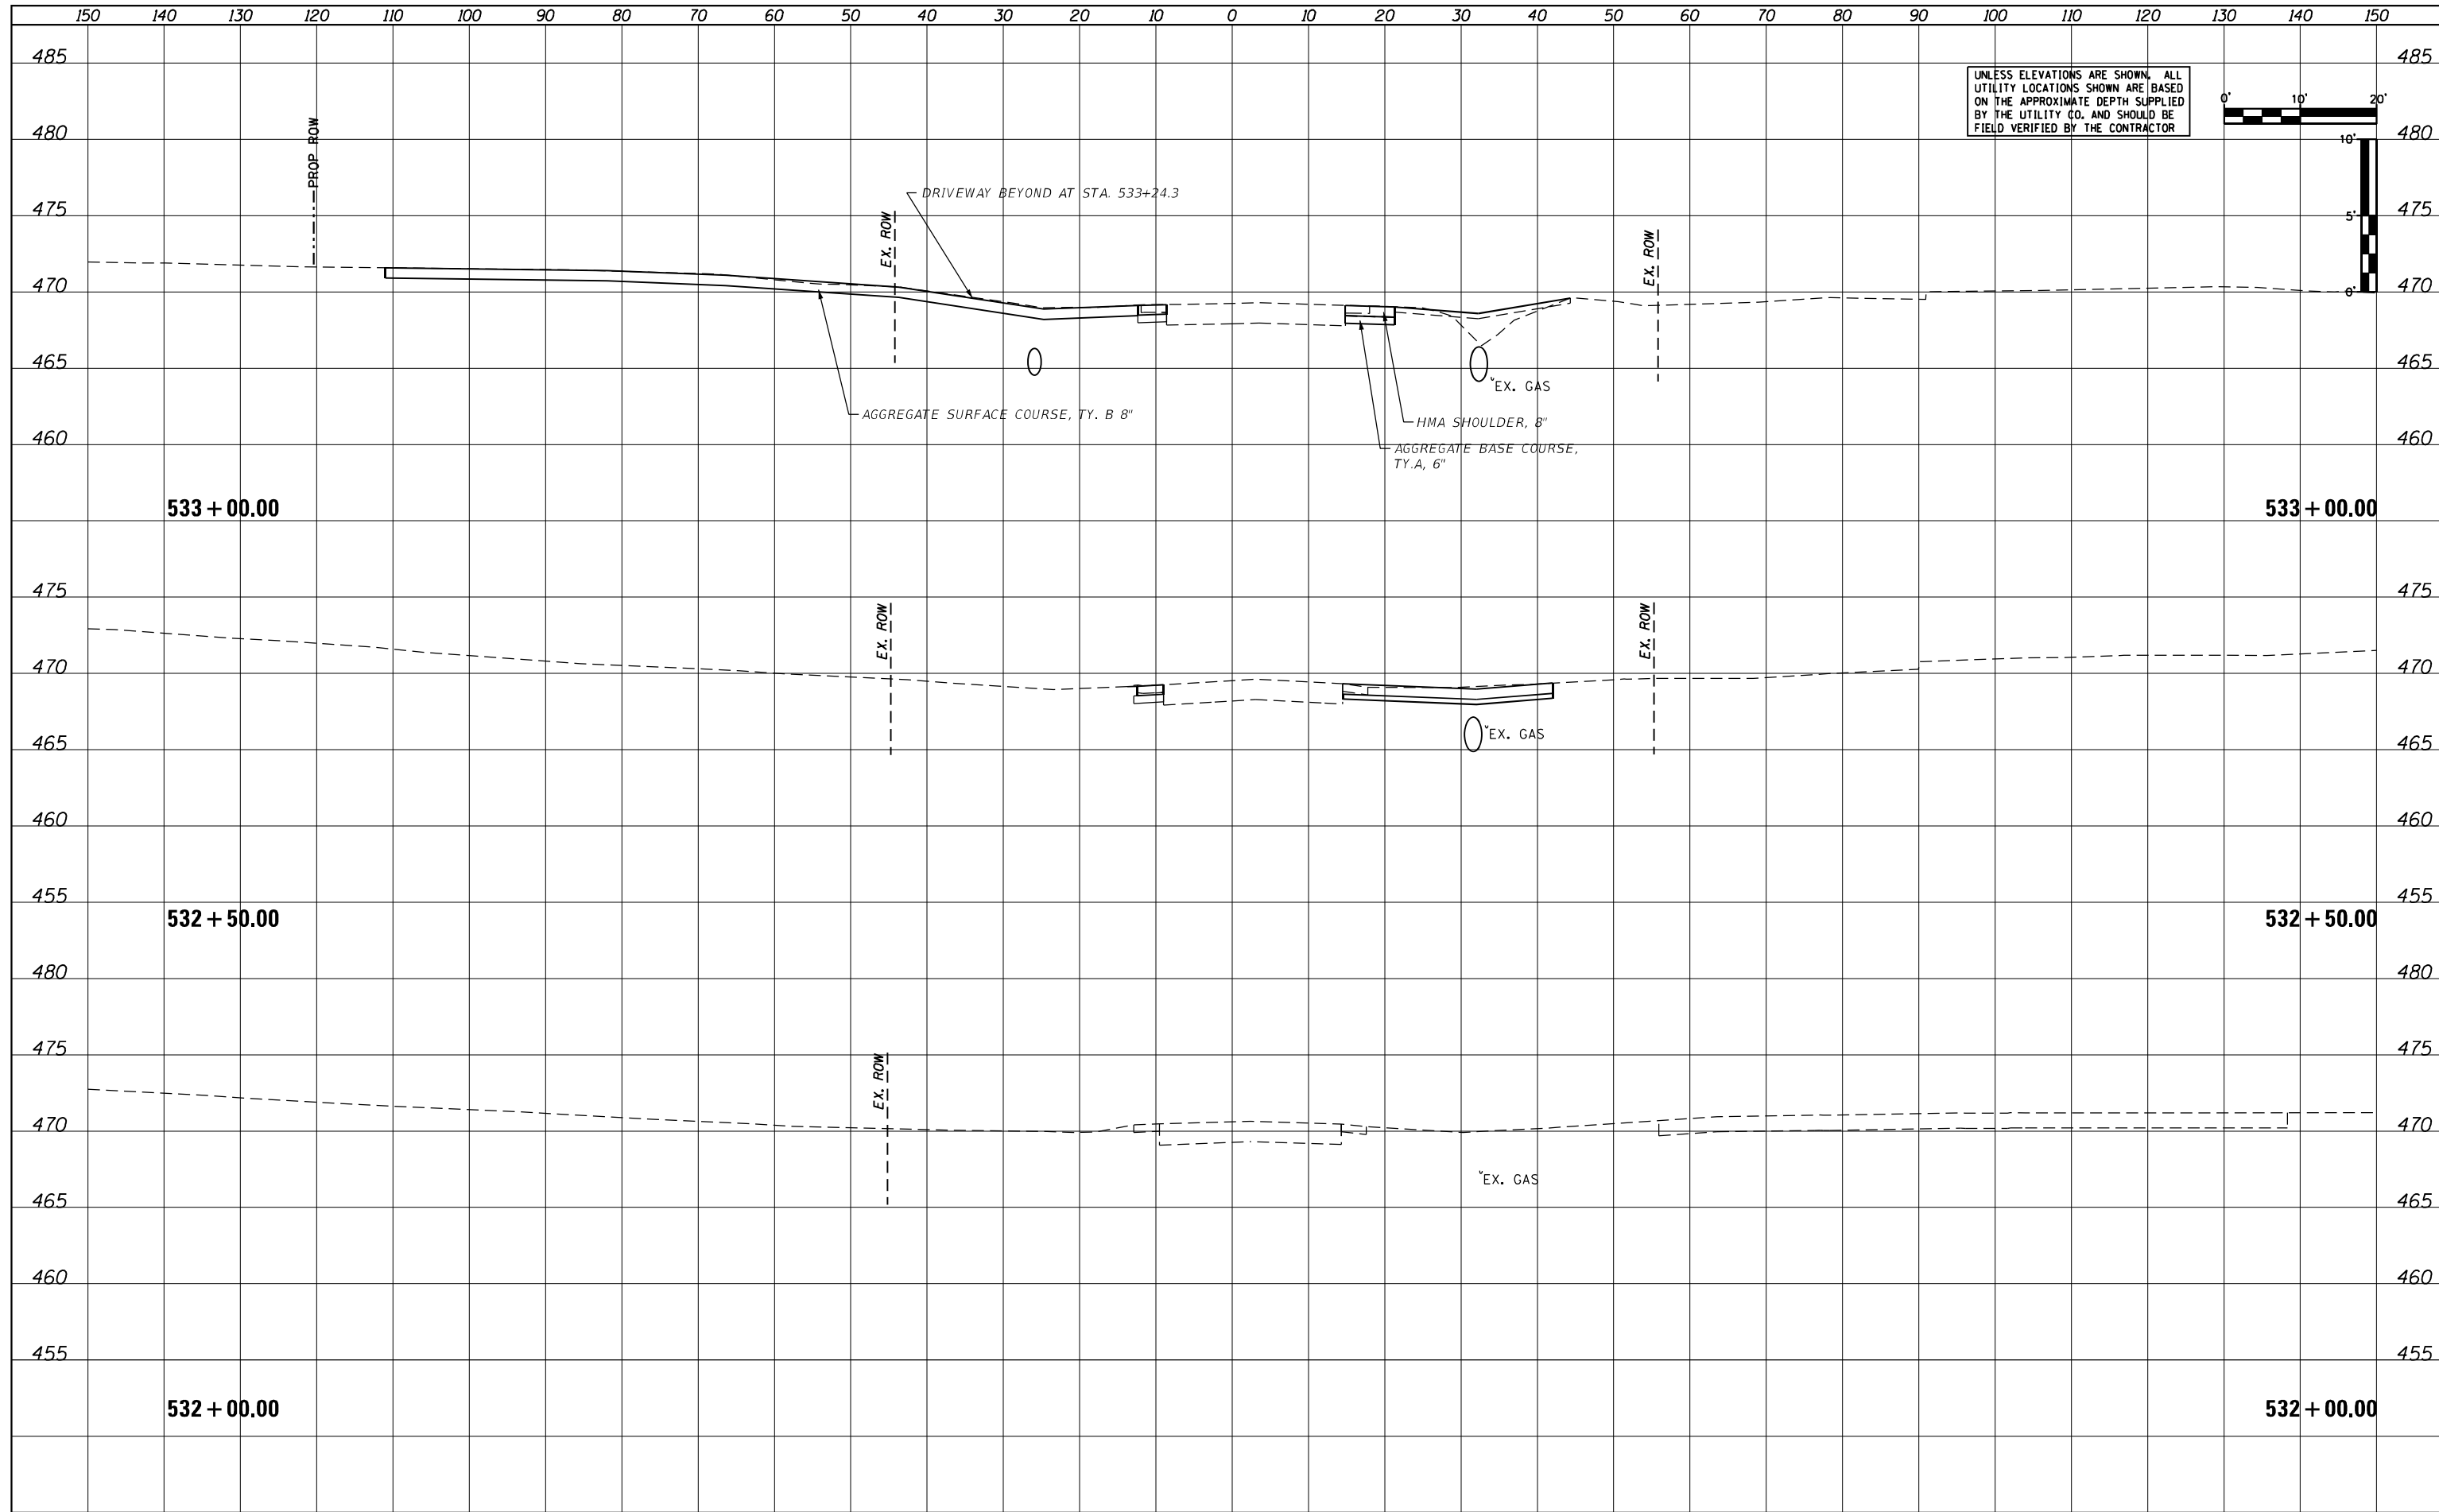 150 140 130 120 110 100 90 80 70 60 50 40 30 20 10 0 10 20 30 40 50 60 70 80 90 100 110 120 130 140 150
485 485
UNLESS ELEVATIONS ARE SHOWN, ALL
UTILITY LOCATIONS SHOWN ARE BASED
ON THE APPROXIMATE DEPTH SUPPLIED
BY THE UTILITY CO. AND SHOULD BE
FIELD VERIFIED BY THE CONTRACTOR
0' 10' 20'
480 480
10'
PROP ROW
DRIVEWAY BEYOND AT STA. 533+24.3
475 475
5'
EX. ROW
EX. ROW
470 470
0'
465 465
EX. GAS
AGGREGATE SURFACE COURSE, TY. B 8"
HMA SHOULDER, 8"
460 460
AGGREGATE BASE COURSE,
TY.A, 6"
533+00.00 533+00.00
475 475
EX. ROW
EX. ROW
470 470
465 465
EX. GAS
460 460
455 455
532+50.00 532+50.00
480 480
475 475
EX. ROW
470 470
EX. GAS
465 465
460 460
455 455
532+00.00 532+00.00